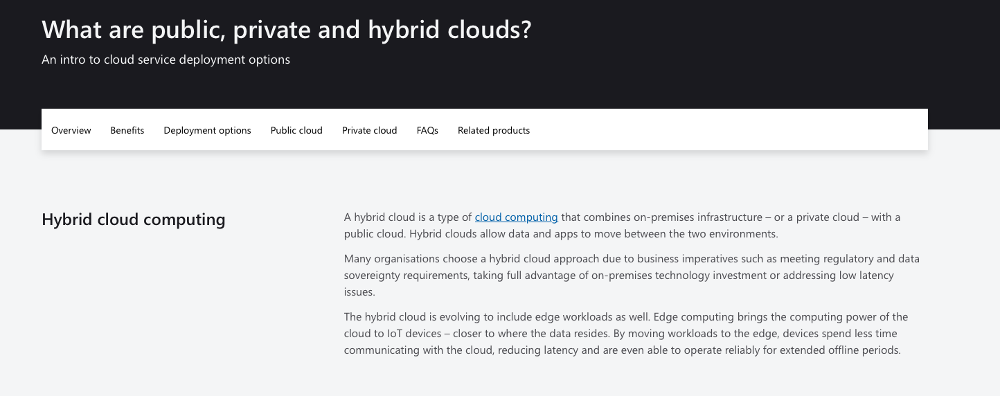 What are public, private and hybrid clouds?
An intro to cloud service deployment options
Overview Benefits Deployment options Public cloud Private cloud FAQs Related products
Hybrid cloud computing
A hybrid cloud is a type of cloud computing that combines on-premises infrastructure – or a private cloud – with a
public cloud. Hybrid clouds allow data and apps to move between the two environments.
Many organisations choose a hybrid cloud approach due to business imperatives such as meeting regulatory and data
sovereignty requirements, taking full advantage of on-premises technology investment or addressing low latency
issues.
The hybrid cloud is evolving to include edge workloads as well. Edge computing brings the computing power of the
cloud to IoT devices – closer to where the data resides. By moving workloads to the edge, devices spend less time
communicating with the cloud, reducing latency and are even able to operate reliably for extended offline periods.